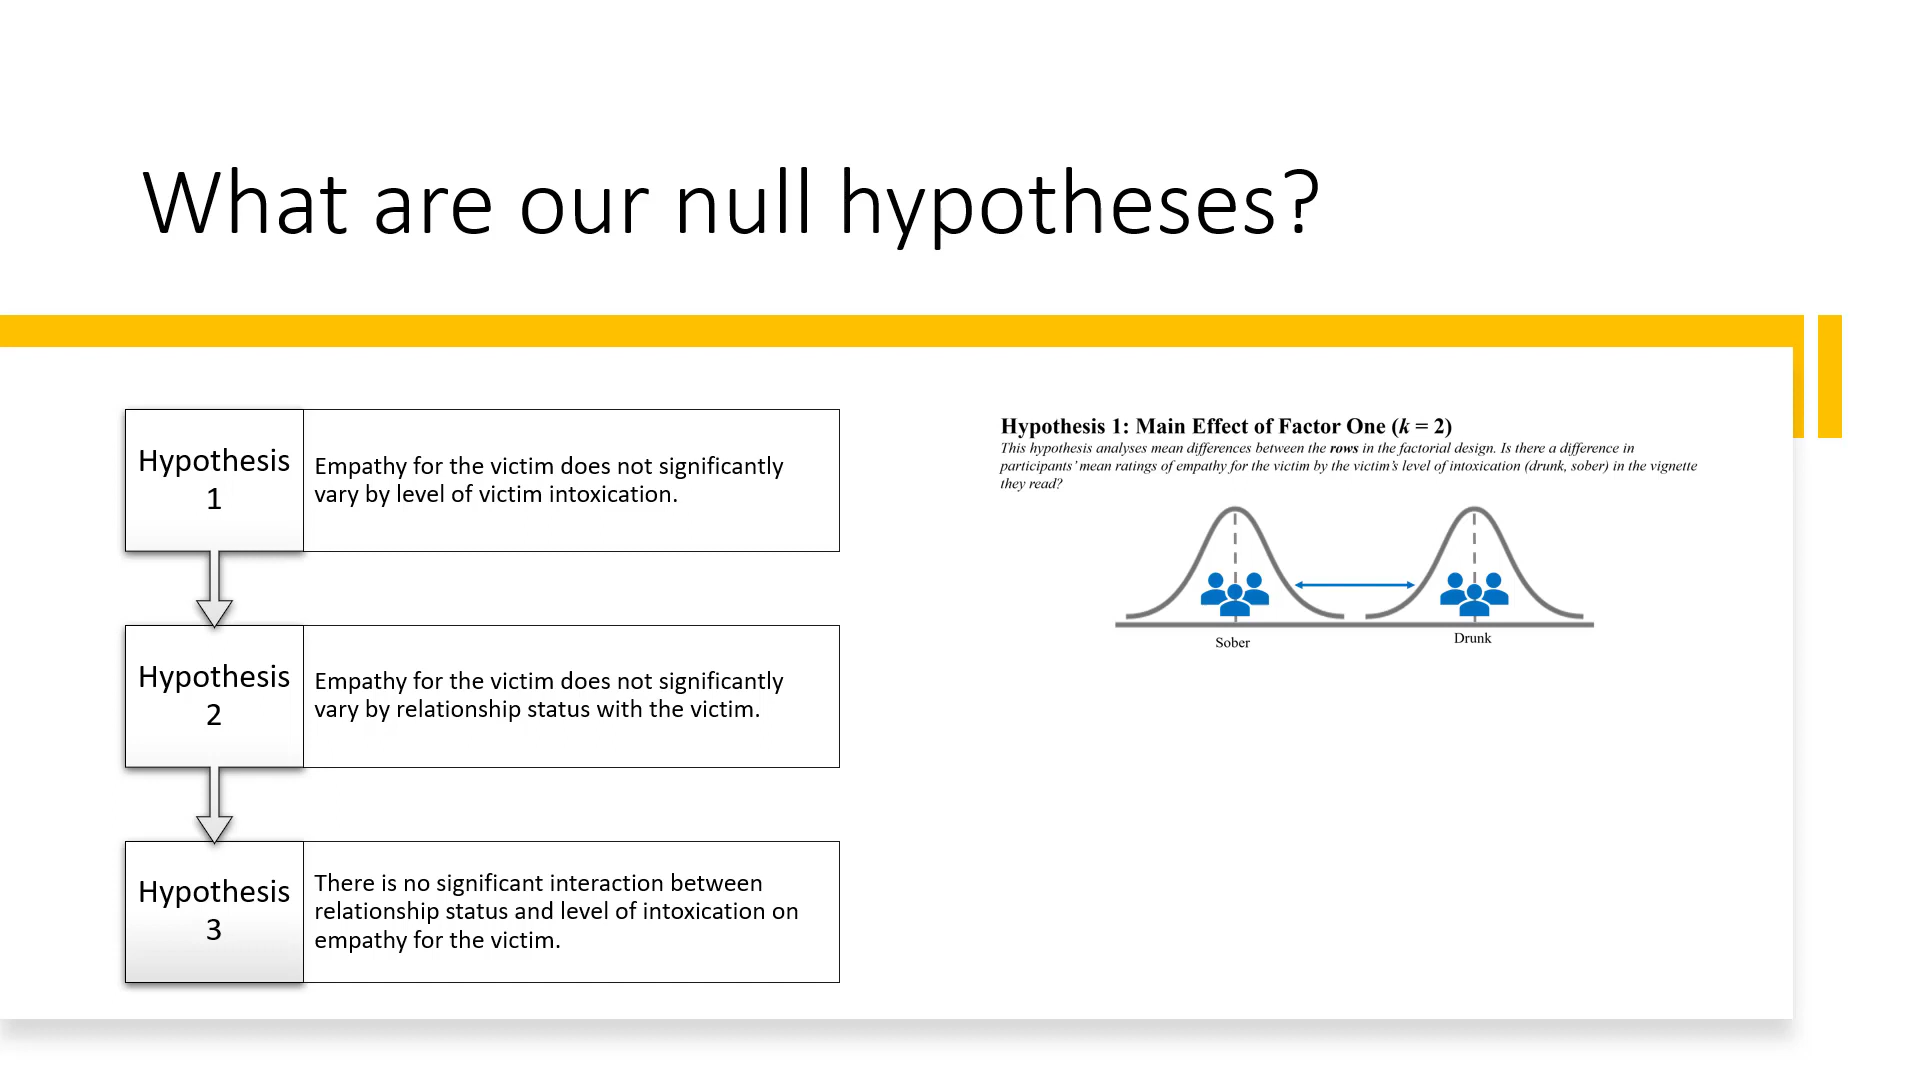 What are our null hypotheses?
Hypothesis
1
Empathy for the victim does not significantly
vary by level of victim intoxication.
Hypothesis
2
Empathy for the victim does not significantly
vary by relationship status with the victim.
Hypothesis
3
There is no significant interaction between
relationship status and level of intoxication on
empathy for the victim.
Hypothesis 1: Main Effect of Factor One (k = 2)
This hypothesis analyses mean differences between the rows in the factorial design. Is there a difference in
participants' mean ratings of empathy for the victim by the victim's level of intoxication (drunk, sober) in the vignette
they read?
Sober
Drunk